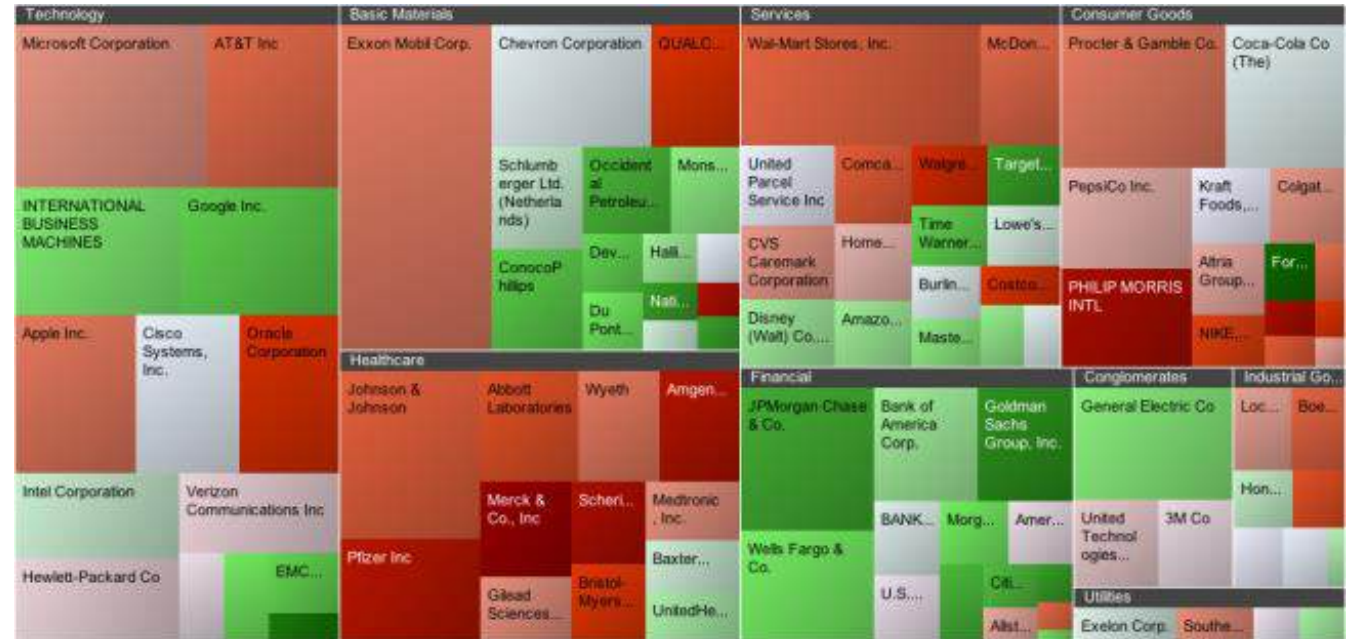 Technology
Microsoft Corporation
AT&T Inc
INTERNATIONAL
BUSINESS
MACHINES
Google Inc.
Apple Inc.
Cisco
Systems,
Inc.
Oracle
Corporation
Intel Corporation
Verizon
Communications Inc
Hewlett-Packard Co
EMC...
Basic Materials
Exxon Mobil Corp.
Chevron Corporation
QUALC...
Schlumb
erger Ltd.
(Netherla
nds)
Occident
al
Petroleu...
Mons...
ConocoP
hillips
Dev...
Halli...
Du
Pont...
Nati...
Healthcare
Johnson &
Johnson
Abbott
Laboratories
Wyeth
Amgen...
Pfizer Inc
Merck &
Co., Inc
Scheri...
Medtronic
, Inc.
Gilead
Sciences...
Bristol-
Myers...
Baxter...
UnitedHe...
Services
Wal-Mart Stores, Inc.
McDon...
United
Parcel
Service Inc
Comca...
Walgre...
Target...
CVS
Caremark
Corporation
Home...
Time
Warner...
Lowe's...
Burlin...
Costco...
Disney
(Walt) Co....
Amazo...
Maste...
Consumer Goods
Procter & Gamble Co.
Coca-Cola Co
(The)
PepsiCo Inc.
Kraft
Foods,...
Colgat...
PHILIP MORRIS
INTL
Altria
Group...
For...
NIKE,...
Financial
JPMorgan Chase
& Co.
Bank of
America
Corp.
Goldman
Sachs
Group, Inc.
Wells Fargo &
Co.
BANK...
Morg...
Amer...
U.S....
Citi...
Allst...
Conglomerates
General Electric Co
United
Technol
ogies...
3M Co
Industrial Go...
Loc...
Boe...
Hon...
Utilities
Exelon Corp.
Southe...